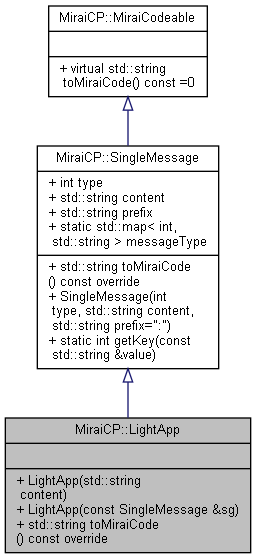 MiraiCP::MiraiCodeable
+ virtual std::string
toMiraiCode() const =0
MiraiCP::SingleMessage
+ int type
+ std::string content
+ std::string prefix
+ static std::map< int,
std::string > messageType
+ std::string toMiraiCode
() const override
+ SingleMessage(int
type, std::string content,
std::string prefix=":")
+ static int getKey(const
std::string &value)
MiraiCP::LightApp
+ LightApp(std::string
content)
+ LightApp(const SingleMessage &sg)
+ std::string toMiraiCode
() const override